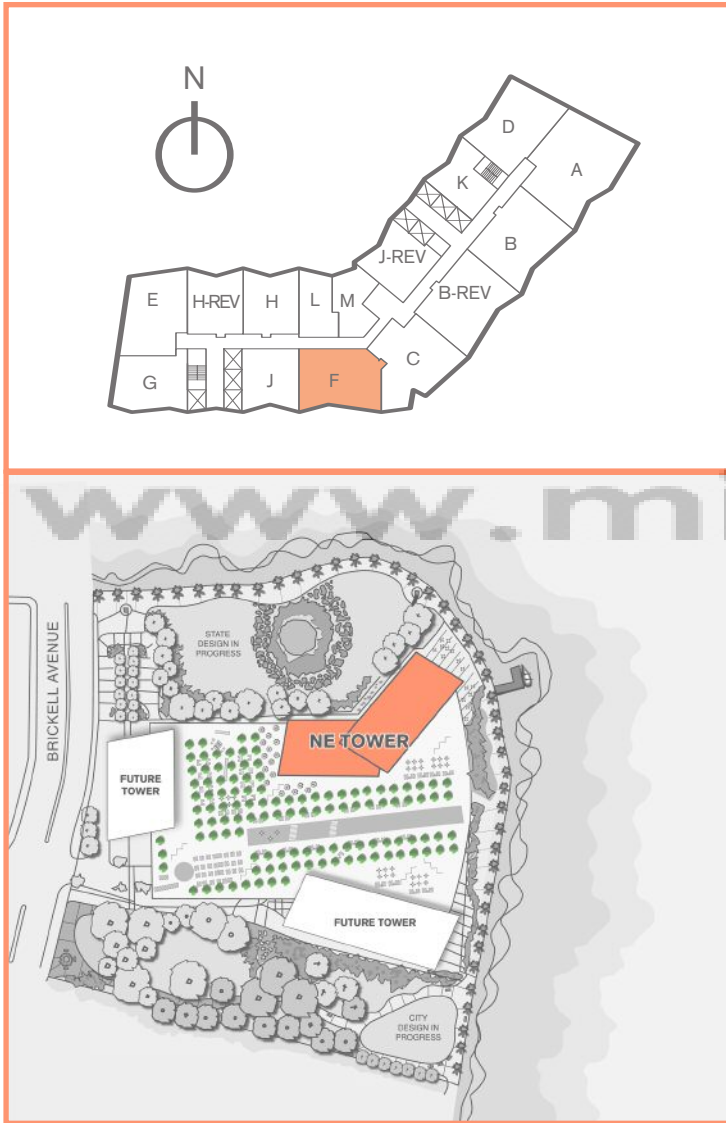 N
D
A
K
B
J-REV
B-REV
E
H-REV
H
L
M
C
G
J
F
www.m
BRICKELL AVENUE
STATE
DESIGN IN
PROGRESS
NE TOWER
FUTURE
TOWER
FUTURE TOWER
CITY
DESIGN IN
PROGRESS